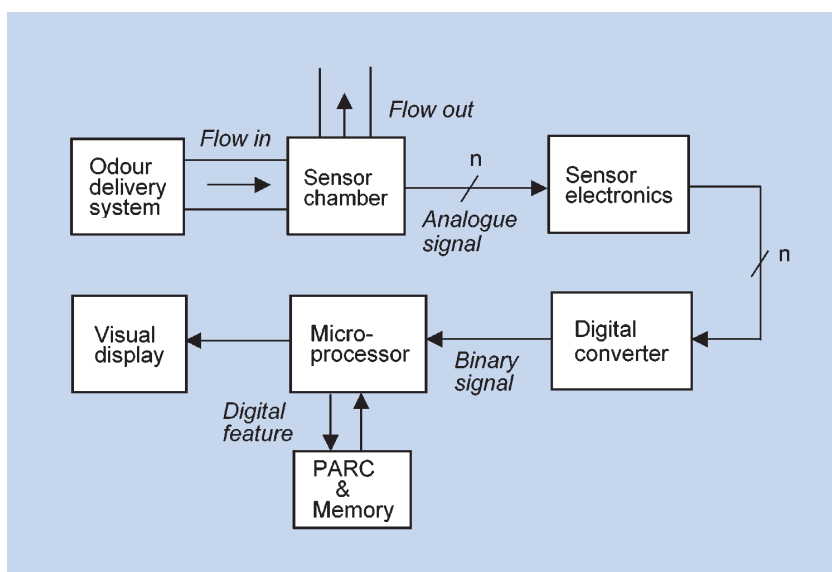 Flow out
Flow in
Odour
delivery
system
Sensor
chamber
n
Analogue
signal
Sensor
electronics
n
Visual
display
Micro-
processor
Binary
signal
Digital
converter
Digital
feature
PARC
&
Memory